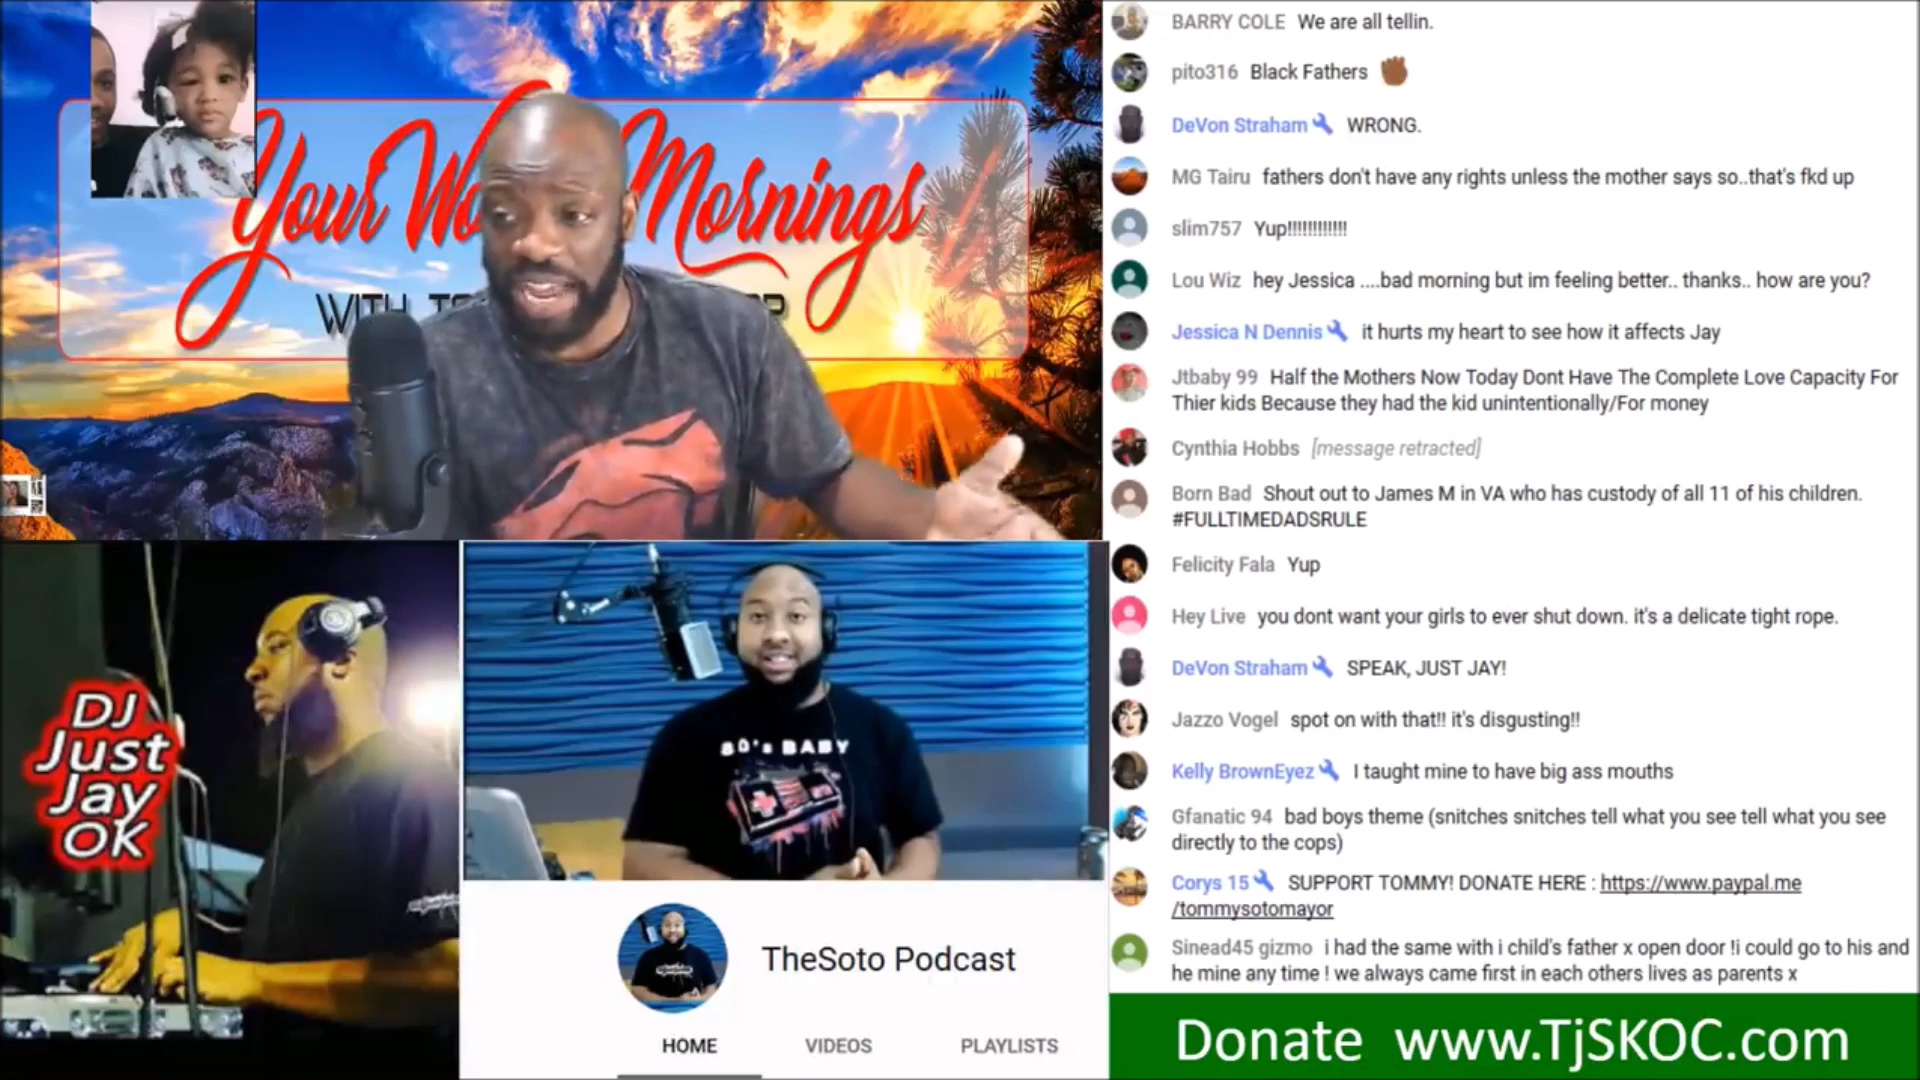 Your Wo Mornings
WITH
DJ
Just
Jay
OK
80's BABY
TheSoto Podcast
HOME VIDEOS PLAYLISTS
BARRY COLE We are all tellin.
pito316 Black Fathers ✊🏾
DeVon Straham WRONG.
MG Tairu fathers don't have any rights unless the mother says so..that's fkd up
slim757 Yup!!!!!!!!!!!!!
Lou Wiz hey Jessica ....bad morning but im feeling better.. thanks.. how are you?
Jessica N Dennis it hurts my heart to see how it affects Jay
Jtbaby 99 Half the Mothers Now Today Dont Have The Complete Love Capacity For
Thier kids Because they had the kid unintentionally/For money
Cynthia Hobbs [message retracted]
Born Bad Shout out to James M in VA who has custody of all 11 of his children.
#FULLTIMEDADSRULE
Felicity Fala Yup
Hey Live you dont want your girls to ever shut down. it's a delicate tight rope.
DeVon Straham SPEAK, JUST JAY!
Jazzo Vogel spot on with that!! it's disgusting!!
Kelly BrownEyez I taught mine to have big ass mouths
Gfanatic 94 bad boys theme (snitches snitches tell what you see tell what you see
directly to the cops)
Corys 15 SUPPORT TOMMY! DONATE HERE : https://www.paypal.me
/tommysotomayor
Sinead45 gizmo i had the same with i child's father x open door !i could go to his and
he mine any time ! we always came first in each others lives as parents x
Donate www.TjSKOC.com